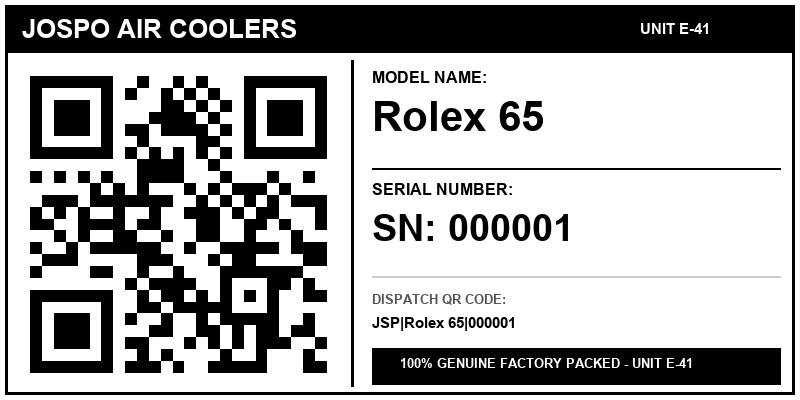 JOSPO AIR COOLERS
UNIT E-41
MODEL NAME:
Rolex 65
SERIAL NUMBER:
SN: 000001
DISPATCH QR CODE:
JSP|Rolex 65|000001
100% GENUINE FACTORY PACKED - UNIT E-41